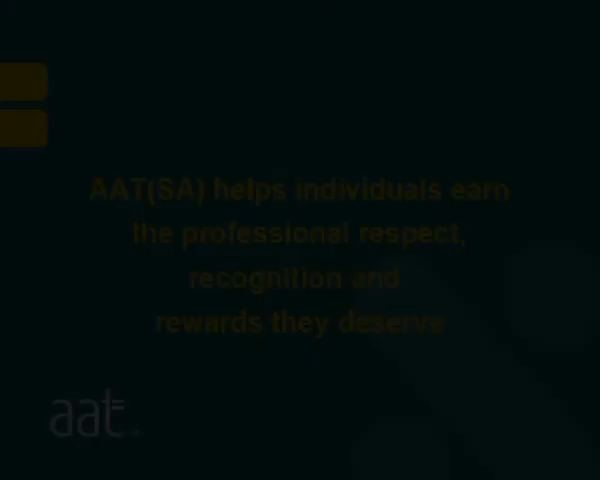 AAT(SA) helps individuals earn
the professional respect,
recognition and
rewards they deserve
aat